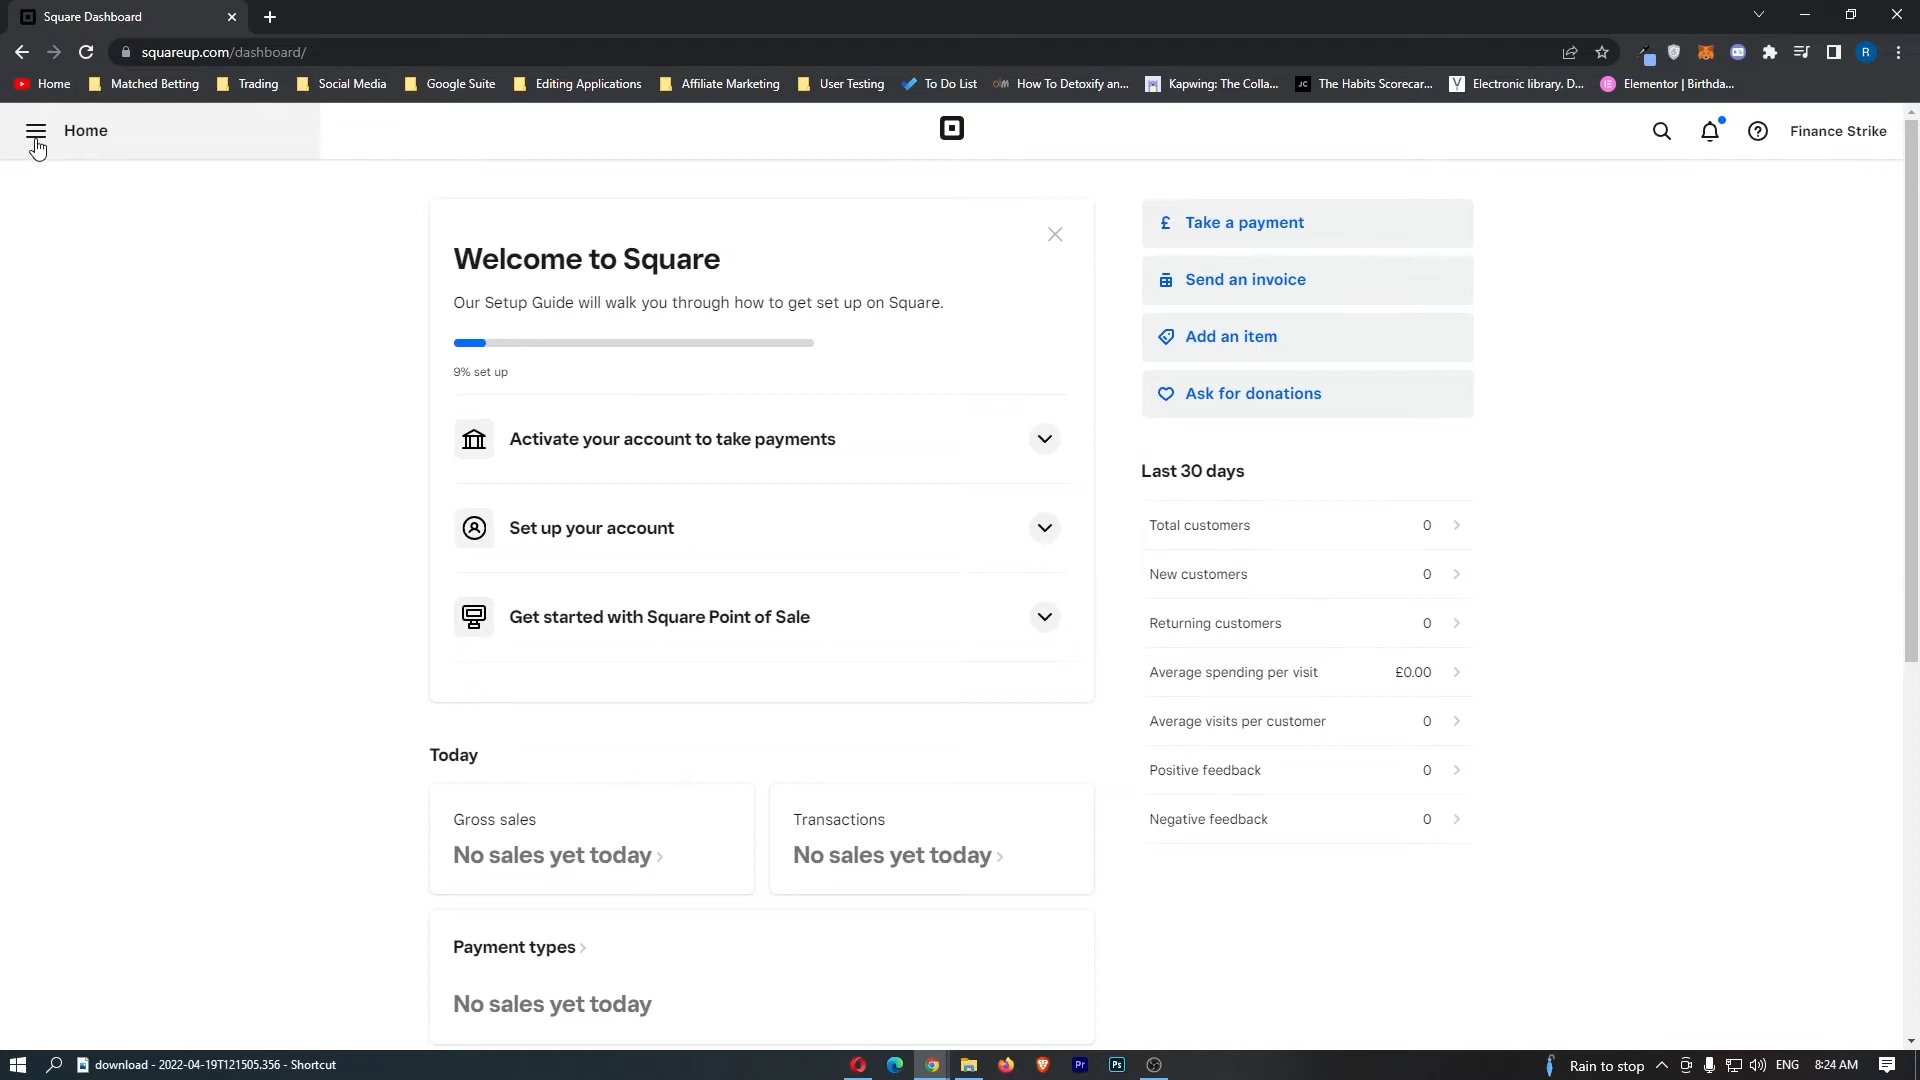 Square Dashboard
squareup.com/dashboard/
R
Home
Matched Betting
Trading
Social Media
Google Suite
Editing Applications
Affiliate Marketing
User Testing
To Do List
How To Detoxify an...
Kapwing: The Colla...
JC
The Habits Scorecar...
Electronic library. D...
Elementor | Birthda...
Home
Finance Strike
Welcome to Square
Our Setup Guide will walk you through how to get set up on Square.
9% set up
Activate your account to take payments
Set up your account
Get started with Square Point of Sale
Today
Gross sales
No sales yet today
Transactions
No sales yet today
Payment types
No sales yet today
£ Take a payment
Send an invoice
Add an item
Ask for donations
Last 30 days
Total customers 0
New customers 0
Returning customers 0
Average spending per visit £0.00
Average visits per customer 0
Positive feedback 0
Negative feedback 0
download - 2022-04-19T121505.356 - Shortcut
Pr
Ps
Rain to stop
ENG
8:24 AM